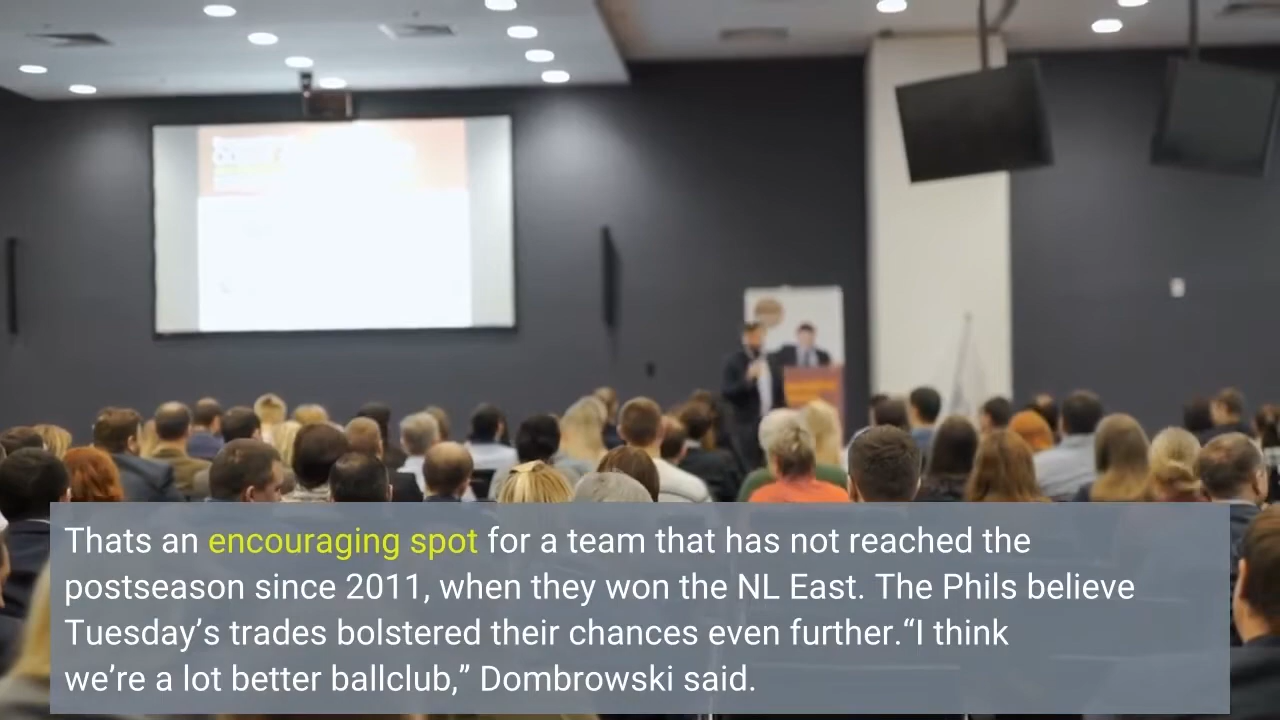 Thats an encouraging spot for a team that has not reached the
postseason since 2011, when they won the NL East. The Phils believe
Tuesday’s trades bolstered their chances even further.“I think
we’re a lot better ballclub,” Dombrowski said.